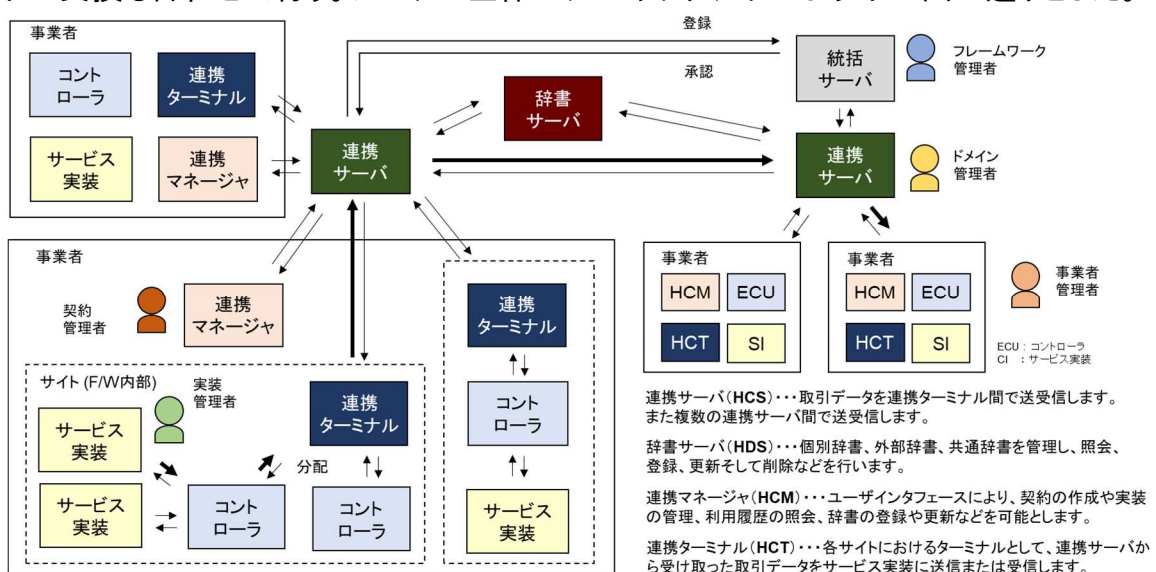 事業者
コント
ローラ
連携
ターミナル
サービス
実装
連携
マネージャ
連携
サーバ
登録
承認
辞書
サーバ
統括
サーバ
フレームワーク
管理者
連携
サーバ
ドメイン
管理者
事業者
契約
管理者
連携
マネージャ
サイト (F/W内部)
実装
管理者
サービス
実装
サービス
実装
コント
ローラ
分配
連携
ターミナル
コント
ローラ
連携
ターミナル
コント
ローラ
サービス
実装
事業者
HCM
ECU
HCT
SI
事業者
HCM
ECU
HCT
SI
事業者
管理者
ECU : コントローラ
CI : サービス実装
連携サーバ(HCS)・・・取引データを連携ターミナル間で送受信します。
また複数の連携サーバ間で送受信します。
辞書サーバ(HDS)・・・個別辞書、外部辞書、共通辞書を管理し、照会、
登録、更新そして削除などを行います。
連携マネージャ(HCM)・・・ユーザインタフェースにより、契約の作成や実装
の管理、利用履歴の照会、辞書の登録や更新などを可能とします。
連携ターミナル(HCT)・・・各サイトにおけるターミナルとして、連携サーバか
ら受け取った取引データをサービス実装に送信または受信します。